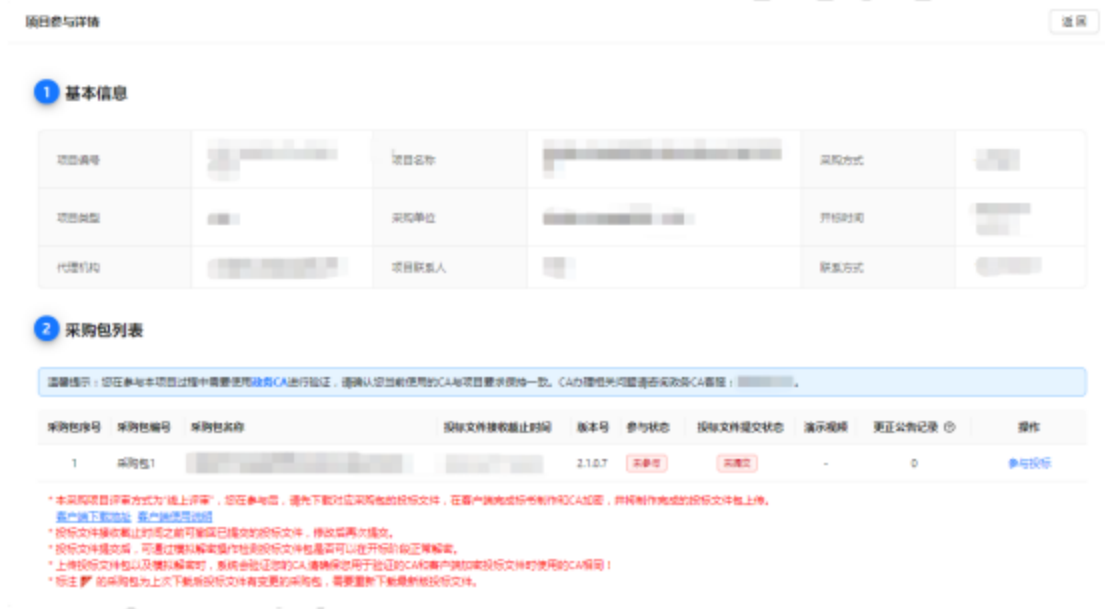 项目参与详情
返回
1 基本信息
项目编号
项目名称
采购方式
项目类型
采购单位
开标时间
代理机构
项目联系人
联系方式
2 采购包列表
温馨提示：您在参与本项目过程中需要使用政务CA进行验证，请确认您当前使用的CA与项目要求保持一致。CA办理相关问题请咨询政务CA客服：
采购包序号 采购包编号 采购包名称 投标文件接收截止时间 版本号 参与状态 投标文件提交状态 演示视频 更正公告记录 操作
1 采购包1 2.1.0.7 未参与 未提交 - 0 参与投标
* 本采购项目评审方式为“线上评审”，您在参与后，请先下载对应采购包的投标文件，在客户端完成标书制作和CA加密，并将制作完成的投标文件包上传。
客户端下载地址 客户端使用说明
* 投标文件接收截止时间之前可撤回已提交的投标文件，修改后再次提交。
* 投标文件提交后，可通过模拟解密操作检测投标文件包是否可以在开标阶段正常解密。
* 上传投标文件包以及模拟解密时，系统会验证您的CA,请确保您用于验证的CA和客户端加密投标文件时使用的CA相同！
* 标注 的采购包为上次下载版投标文件有变更的采购包，需要重新下载最新版投标文件。